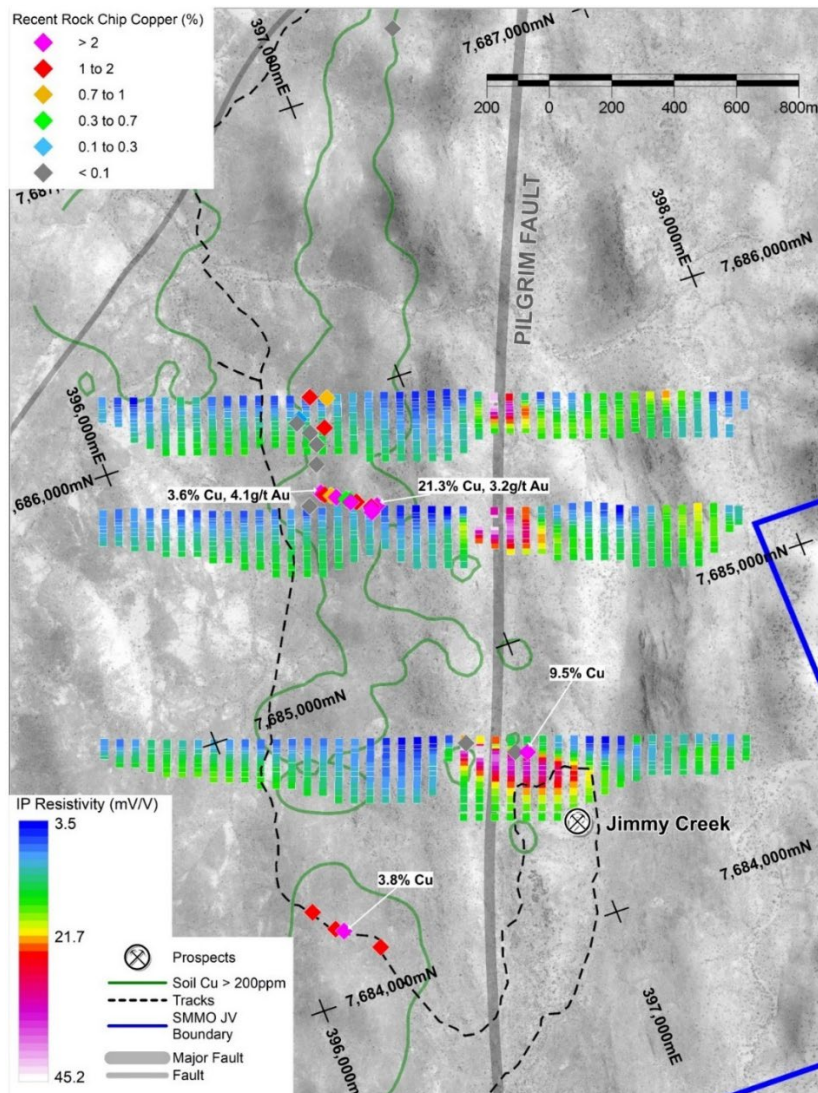 Recent Rock Chip Copper (%)
> 2
1 to 2
0.7 to 1
0.3 to 0.7
0.1 to 0.3
< 0.1
397,000mE
7,687,000mN
200 0 200 400 600 800m
7,687
398,000mE
7,686,000mN
PILGRIM FAULT
396,000mE
7,686,000mN
3.6% Cu, 4.1g/t Au
21.3% Cu, 3.2g/t Au
7,685,000mN
9.5% Cu
7,685,000mN
IP Resistivity (mV/V)
3.5
21.7
45.2
Jimmy Creek
7,684,000mN
3.8% Cu
7,684,000mN
396,000mE
397,000mE
Prospects
Soil Cu > 200ppm
Tracks
SMMO JV
Boundary
Major Fault
Fault